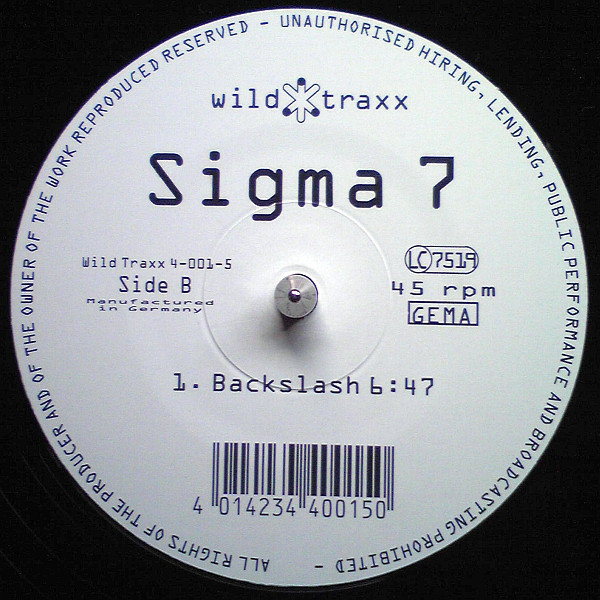 ALL RIGHTS OF THE PRODUCER AND OF THE OWNER OF THE WORK REPRODUCED RESERVED - UNAUTHORISED HIRING, LENDING, PUBLIC PERFORMANCE AND BROADCASTING PROHIBITED -
wild traxx
Sigma 7
Wild Traxx 4-001-5
Side B
Manufactured
in Germany
LC 7519
45 rpm
GEMA
1. Backslash 6:47
4 014234 400150